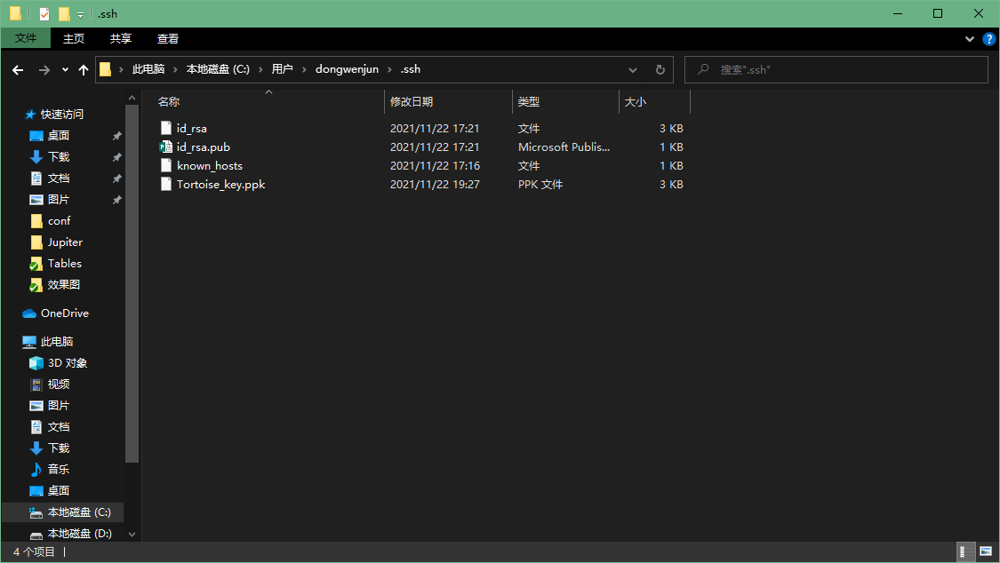 .ssh
文件 主页 共享 查看
此电脑 本地磁盘 (C:) 用户 dongwenjun .ssh 搜索".ssh"
名称 修改日期 类型 大小
id_rsa 2021/11/22 17:21 文件 3 KB
id_rsa.pub 2021/11/22 17:21 Microsoft Publis... 1 KB
known_hosts 2021/11/22 17:16 文件 1 KB
Tortoise_key.ppk 2021/11/22 19:27 PPK 文件 3 KB
快速访问
桌面
下载
文档
图片
conf
Jupiter
Tables
效果图
OneDrive
此电脑
3D 对象
视频
图片
文档
下载
音乐
桌面
本地磁盘 (C:)
本地磁盘 (D:)
4 个项目